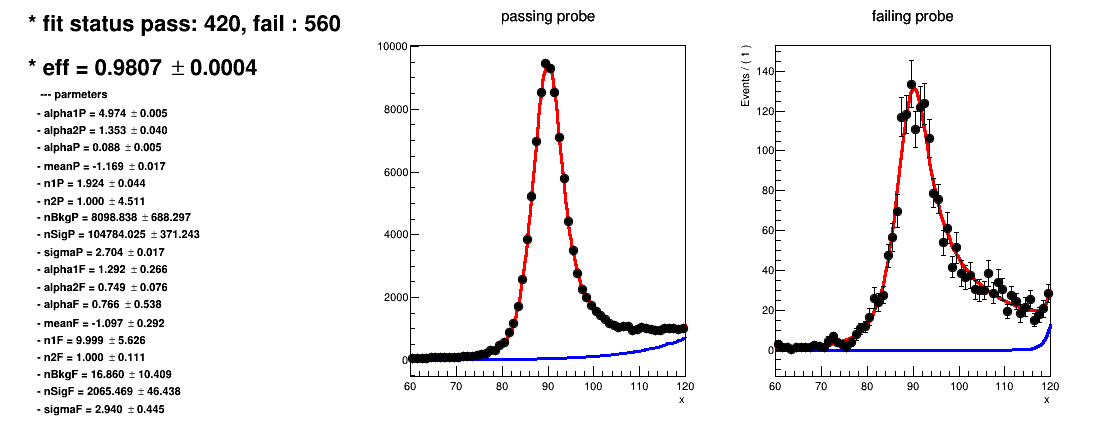 * fit status pass: 420, fail : 560
* eff = 0.9807 ± 0.0004
--- parmeters
- alpha1P = 4.974 ± 0.005
- alpha2P = 1.353 ± 0.040
- alphaP = 0.088 ± 0.005
- meanP = -1.169 ± 0.017
- n1P = 1.924 ± 0.044
- n2P = 1.000 ± 4.511
- nBkgP = 8098.838 ± 688.297
- nSigP = 104784.025 ± 371.243
- sigmaP = 2.704 ± 0.017
- alpha1F = 1.292 ± 0.266
- alpha2F = 0.749 ± 0.076
- alphaF = 0.766 ± 0.538
- meanF = -1.097 ± 0.292
- n1F = 9.999 ± 5.626
- n2F = 1.000 ± 0.111
- nBkgF = 16.860 ± 10.409
- nSigF = 2065.469 ± 46.438
- sigmaF = 2.940 ± 0.445
passing probe
10000
8000
6000
4000
2000
0
60 70 80 90 100 110 120
x
failing probe
Events / ( 1 )
140
120
100
80
60
40
20
0
60 70 80 90 100 110 120
x